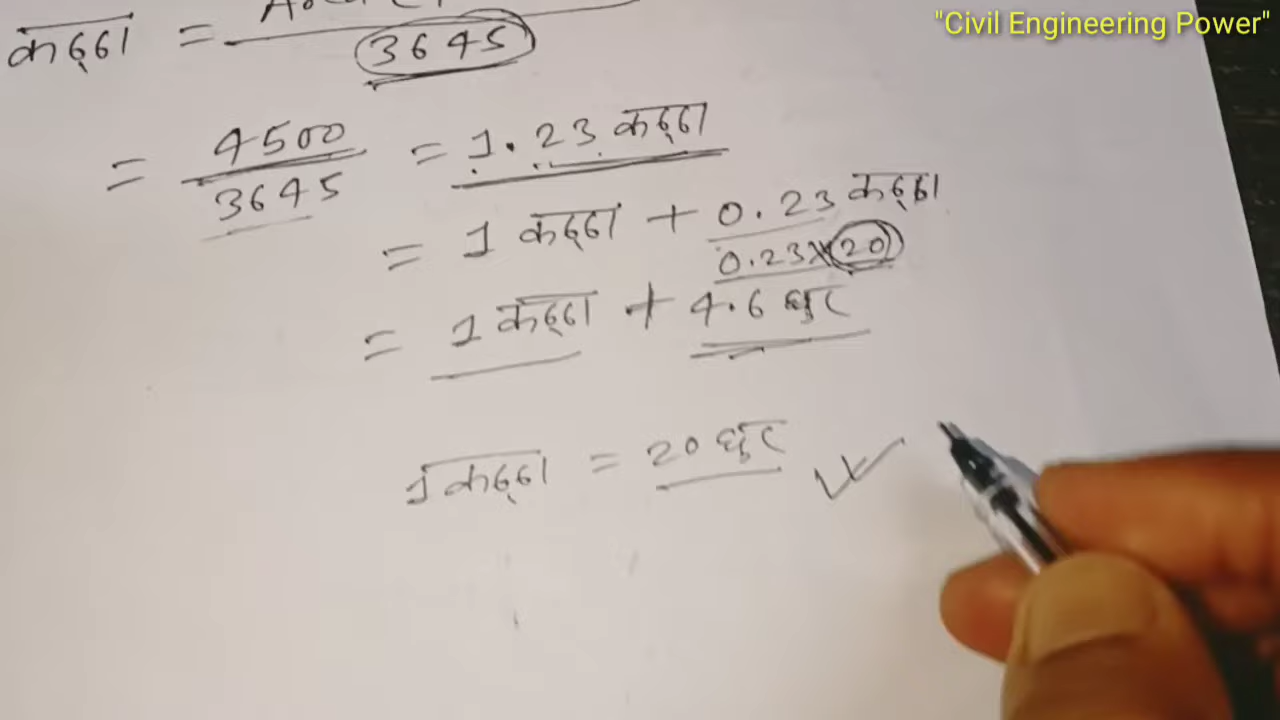 "Civil Engineering Power"
कट्ठा =
3645
= 4500 / 3645 = 1.23 कट्ठा
= 1 कट्ठा + 0.23 कट्ठा
0.23×20
= 1 कट्ठा + 4.6 धुर
1 कट्ठा = 20 धुर